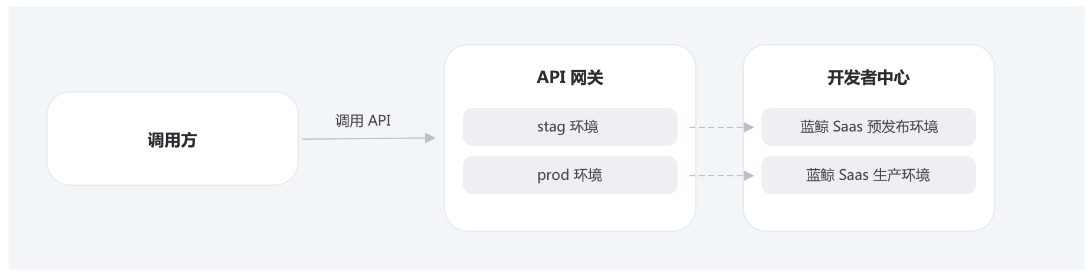 调用方
调用 API
API 网关
stag 环境
prod 环境
开发者中心
蓝鲸 Saas 预发布环境
蓝鲸 Saas 生产环境